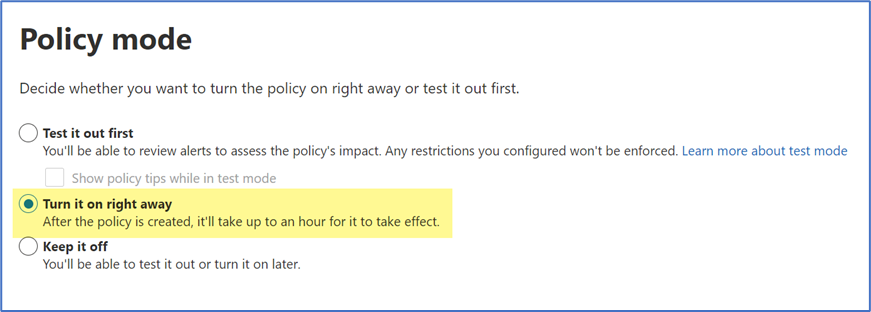 Policy mode
Decide whether you want to turn the policy on right away or test it out first.
Test it out first
You'll be able to review alerts to assess the policy's impact. Any restrictions you configured won't be enforced. Learn more about test mode
Show policy tips while in test mode
Turn it on right away
After the policy is created, it'll take up to an hour for it to take effect.
Keep it off
You'll be able to test it out or turn it on later.